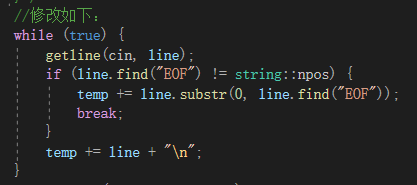 //修改如下:
while (true) {
    getline(cin, line);
    if (line.find("EOF") != string::npos) {
        temp += line.substr(0, line.find("EOF"));
        break;
    }
    temp += line + "\n";
}